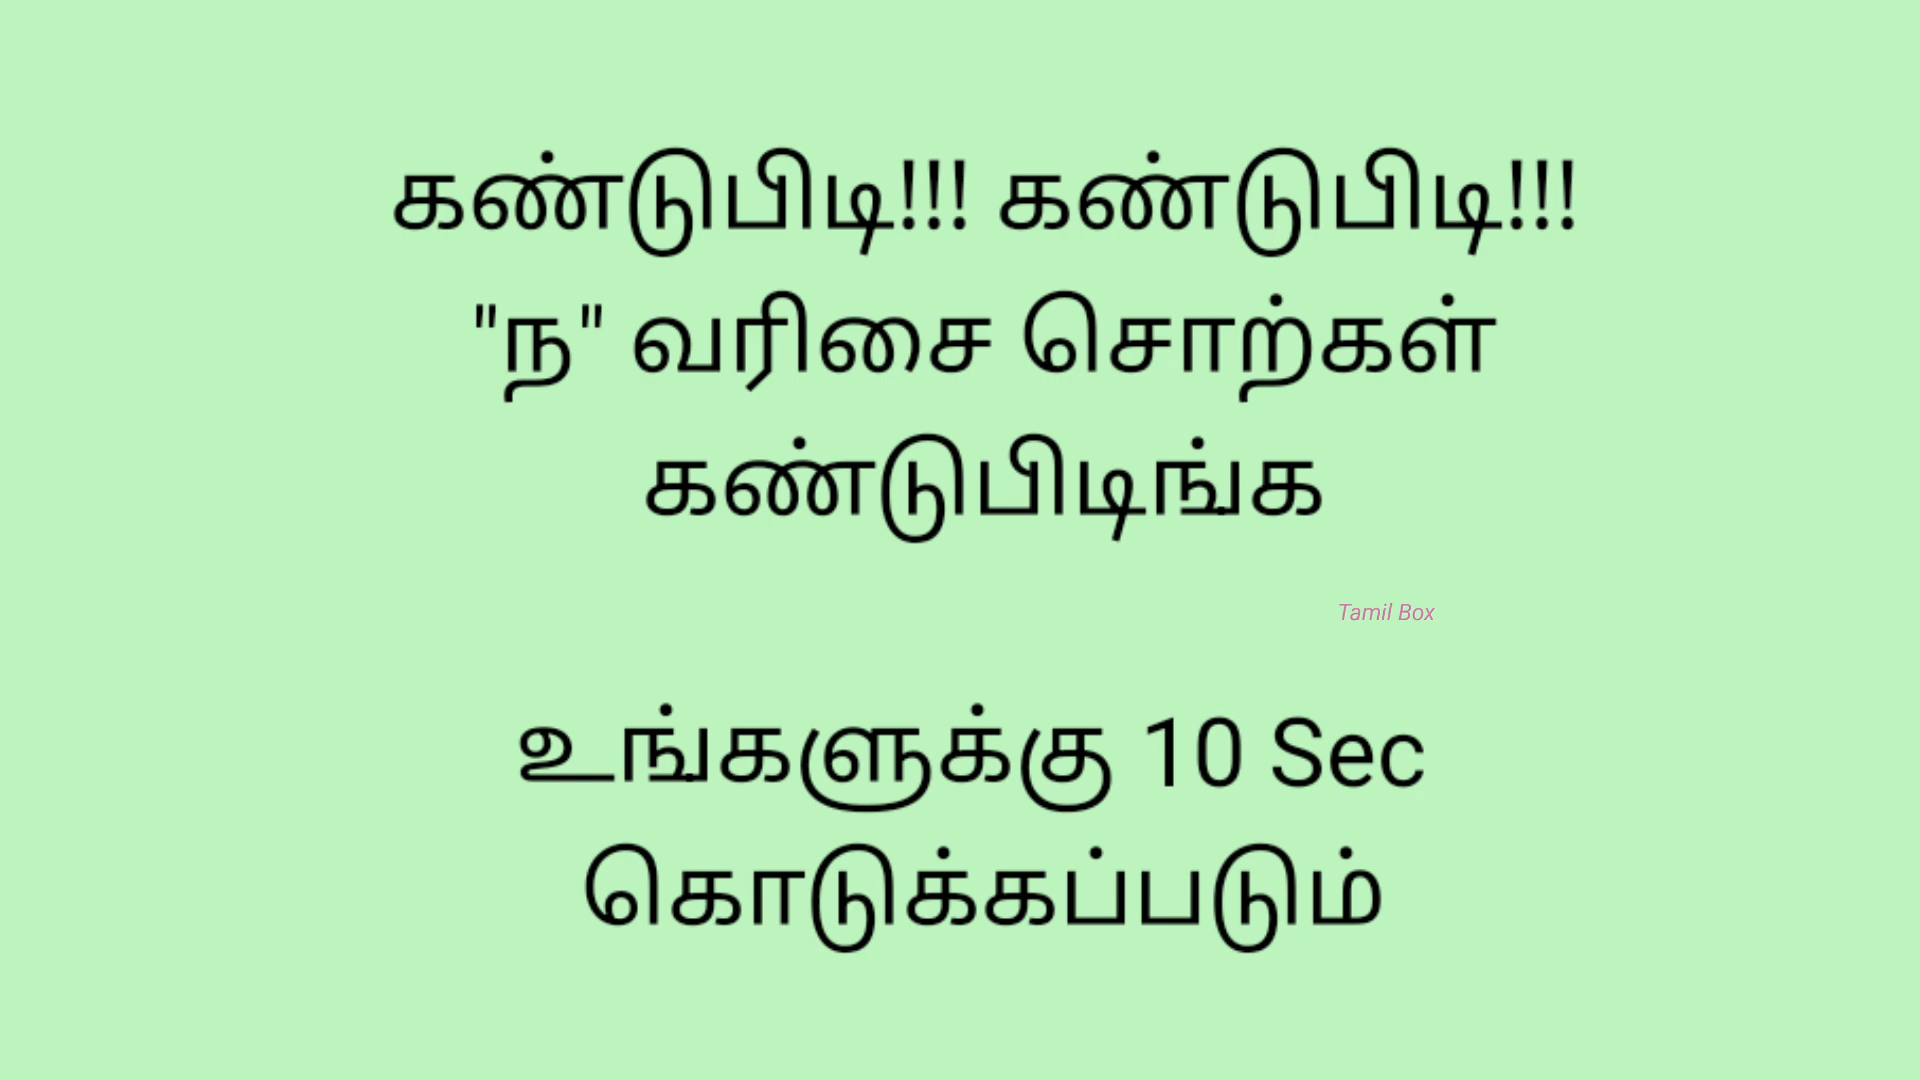 கண்டுபிடி!!! கண்டுபிடி!!!
"ந" வரிசை சொற்கள்
கண்டுபிடிங்க
Tamil Box
உங்களுக்கு 10 Sec
கொடுக்கப்படும்